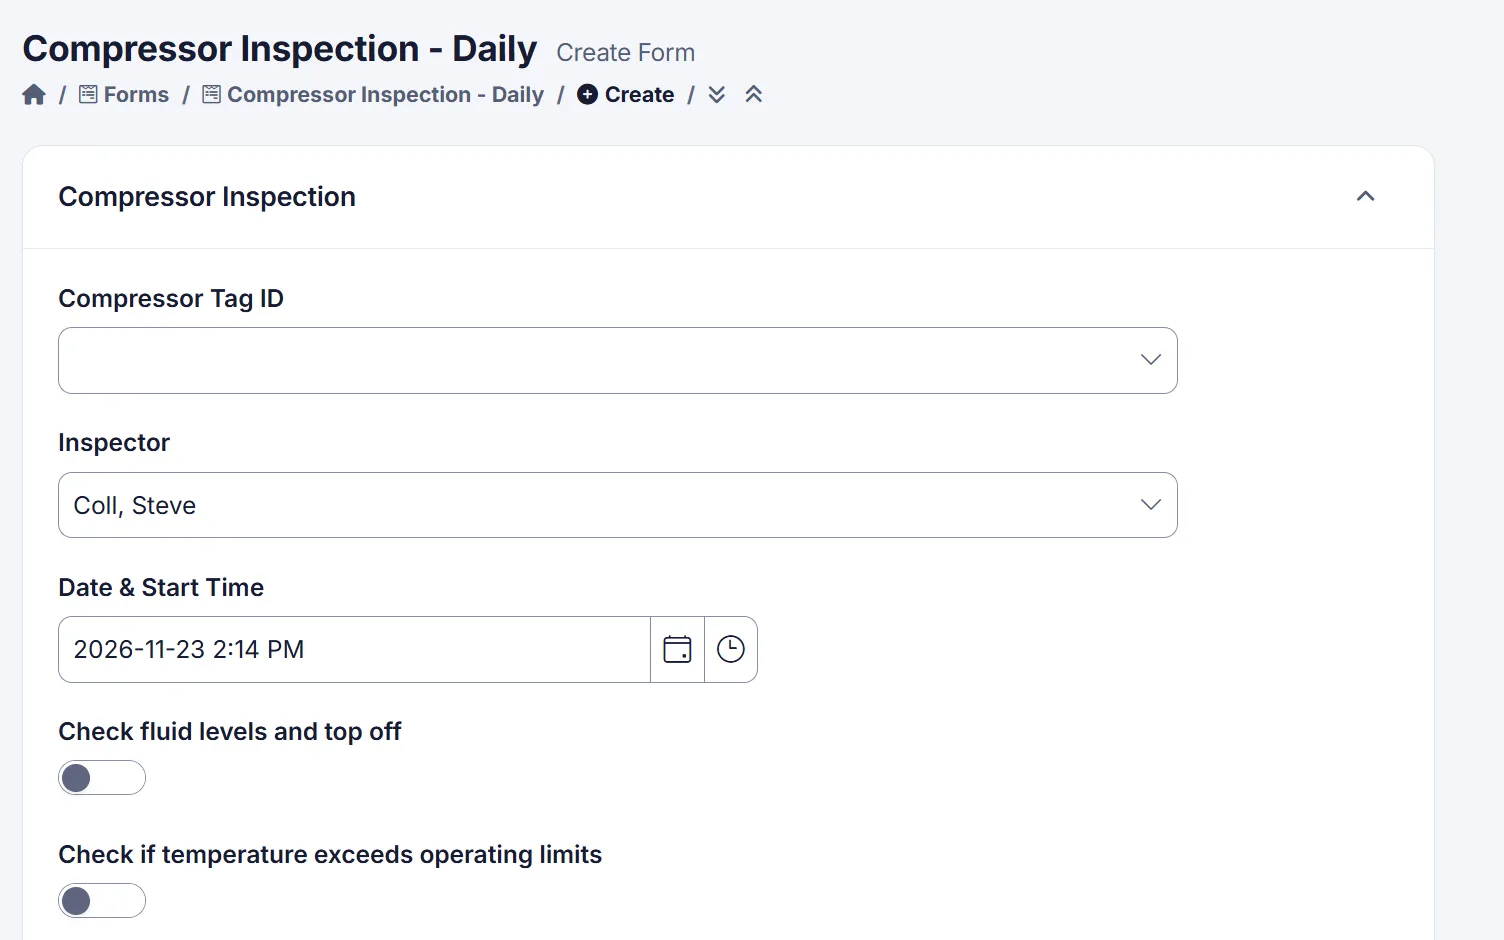 Compressor Inspection - Daily Create Form
/ Forms / Compressor Inspection - Daily / Create /
Compressor Inspection
Compressor Tag ID
Inspector
Coll, Steve
Date & Start Time
2026-11-23 2:14 PM
Check fluid levels and top off
Check if temperature exceeds operating limits